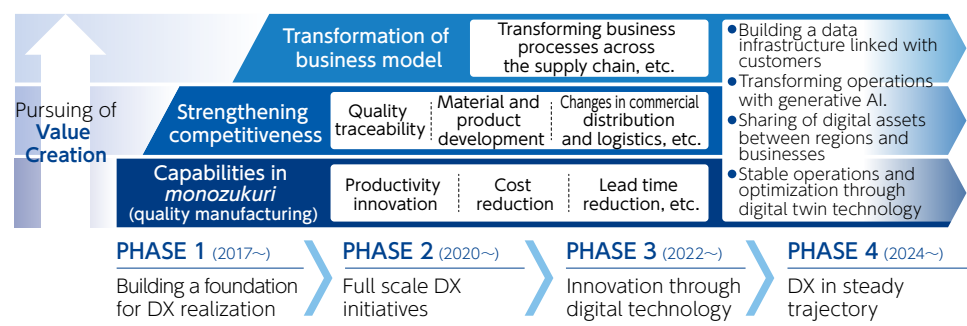 Pursuing of
Value
Creation
Transformation of
business model
Transforming business
processes across
the supply chain, etc.
Strengthening
competitiveness
Quality
traceability
Material and
product
development
Changes in commercial
distribution
and logistics, etc.
Capabilities in
monozukuri
(quality manufacturing)
Productivity
innovation
Cost
reduction
Lead time
reduction, etc.
●Building a data
infrastructure linked with
customers
●Transforming operations
with generative AI.
●Sharing of digital assets
between regions and
businesses
●Stable operations and
optimization through
digital twin technology
PHASE 1 (2017～)
Building a foundation
for DX realization
PHASE 2 (2020～)
Full scale DX
initiatives
PHASE 3 (2022～)
Innovation through
digital technology
PHASE 4 (2024～)
DX in steady
trajectory